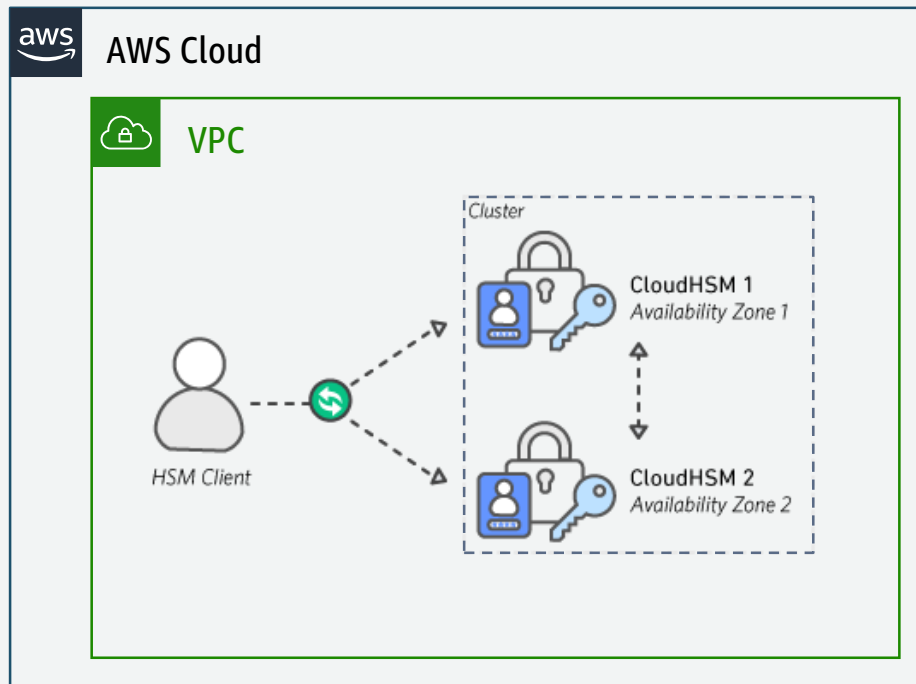 aws
AWS Cloud
VPC
Cluster
CloudHSM 1
Availability Zone 1
HSM Client
CloudHSM 2
Availability Zone 2